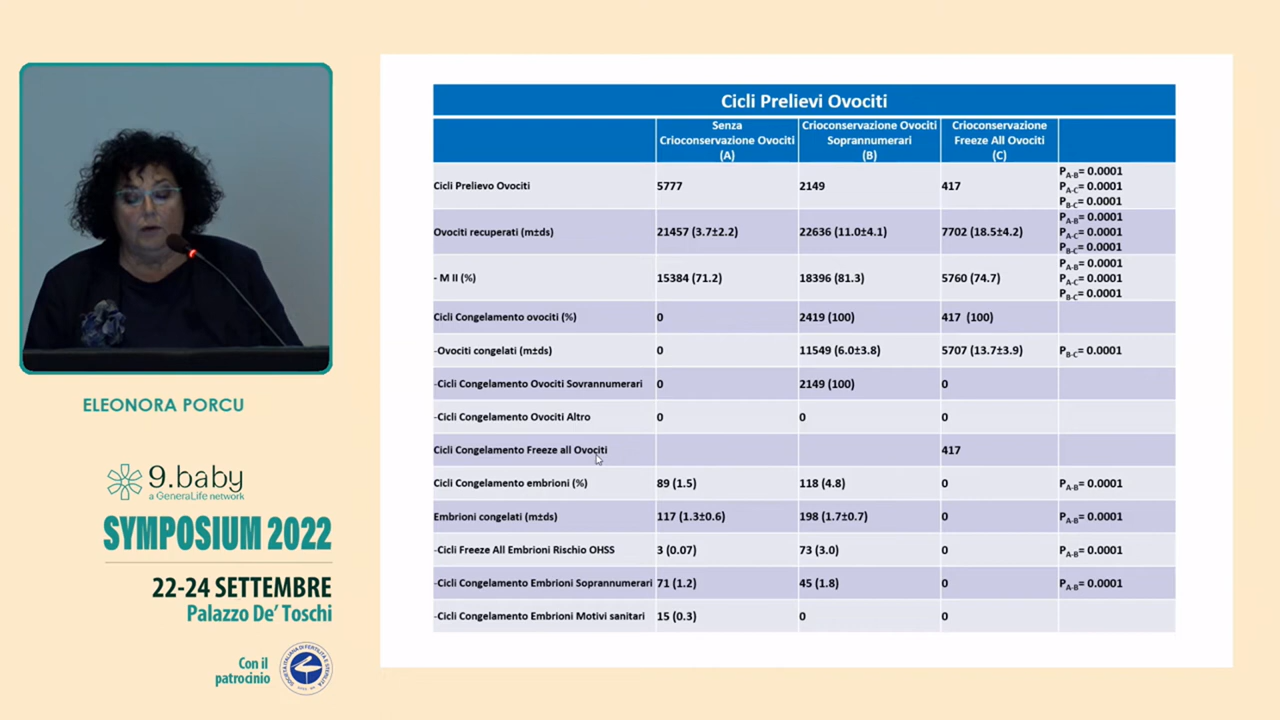 ELEONORA PORCU
9.baby
a GeneraLife network
SYMPOSIUM 2022
22-24 SETTEMBRE
Palazzo De' Toschi
Con il
patrocinio
Cicli Prelievi Ovociti
Senza Crioconservazione Ovociti (A) Crioconservazione Ovociti Soprannumerari (B) Crioconservazione Freeze All Ovociti (C)
Cicli Prelievo Ovociti 5777 2149 417 PA-B= 0.0001 PA-C= 0.0001 PB-C= 0.0001
Ovociti recuperati (m±ds) 21457 (3.7±2.2) 22636 (11.0±4.1) 7702 (18.5±4.2) PA-B= 0.0001 PA-C= 0.0001 PB-C= 0.0001
- M II (%) 15384 (71.2) 18396 (81.3) 5760 (74.7) PA-B= 0.0001 PA-C= 0.0001 PB-C= 0.0001
Cicli Congelamento ovociti (%) 0 2419 (100) 417 (100)
-Ovociti congelati (m±ds) 0 11549 (6.0±3.8) 5707 (13.7±3.9) PB-C= 0.0001
-Cicli Congelamento Ovociti Sovrannumerari 0 2149 (100) 0
-Cicli Congelamento Ovociti Altro 0 0 0
Cicli Congelamento Freeze all Ovociti 417
Cicli Congelamento embrioni (%) 89 (1.5) 118 (4.8) 0 PA-B= 0.0001
Embrioni congelati (m±ds) 117 (1.3±0.6) 198 (1.7±0.7) 0 PA-B= 0.0001
-Cicli Freeze All Embrioni Rischio OHSS 3 (0.07) 73 (3.0) 0 PA-B= 0.0001
-Cicli Congelamento Embrioni Soprannumerari 71 (1.2) 45 (1.8) 0 PA-B= 0.0001
-Cicli Congelamento Embrioni Motivi sanitari 15 (0.3) 0 0